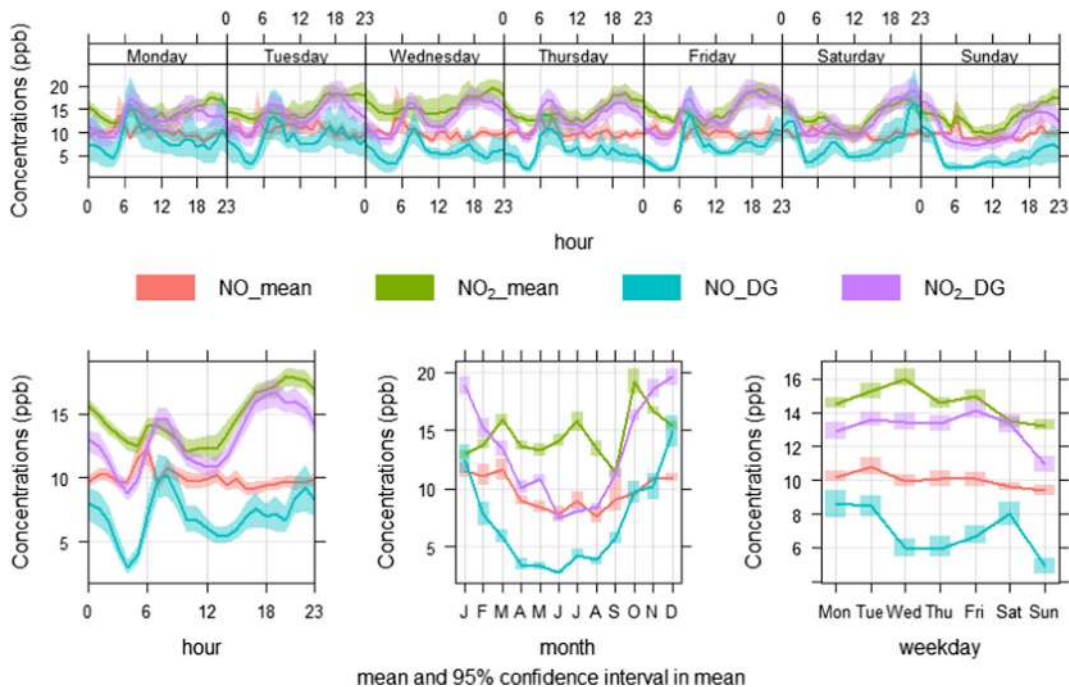 0 6 12 18 23 0 6 12 18 23 0 6 12 18 23
Monday Tuesday Wednesday Thursday Friday Saturday Sunday
Concentrations (ppb)
20
15
10
5
0 6 12 18 23 0 6 12 18 23 0 6 12 18 23 0 6 12 18 23
hour
NO_mean NO₂_mean NO_DG NO₂_DG
Concentrations (ppb)
15
10
5
0 6 12 18 23
hour
Concentrations (ppb)
20
15
10
5
J F M A M J J A S O N D
month
Concentrations (ppb)
16
14
12
10
8
6
Mon Tue Wed Thu Fri Sat Sun
weekday
mean and 95% confidence interval in mean